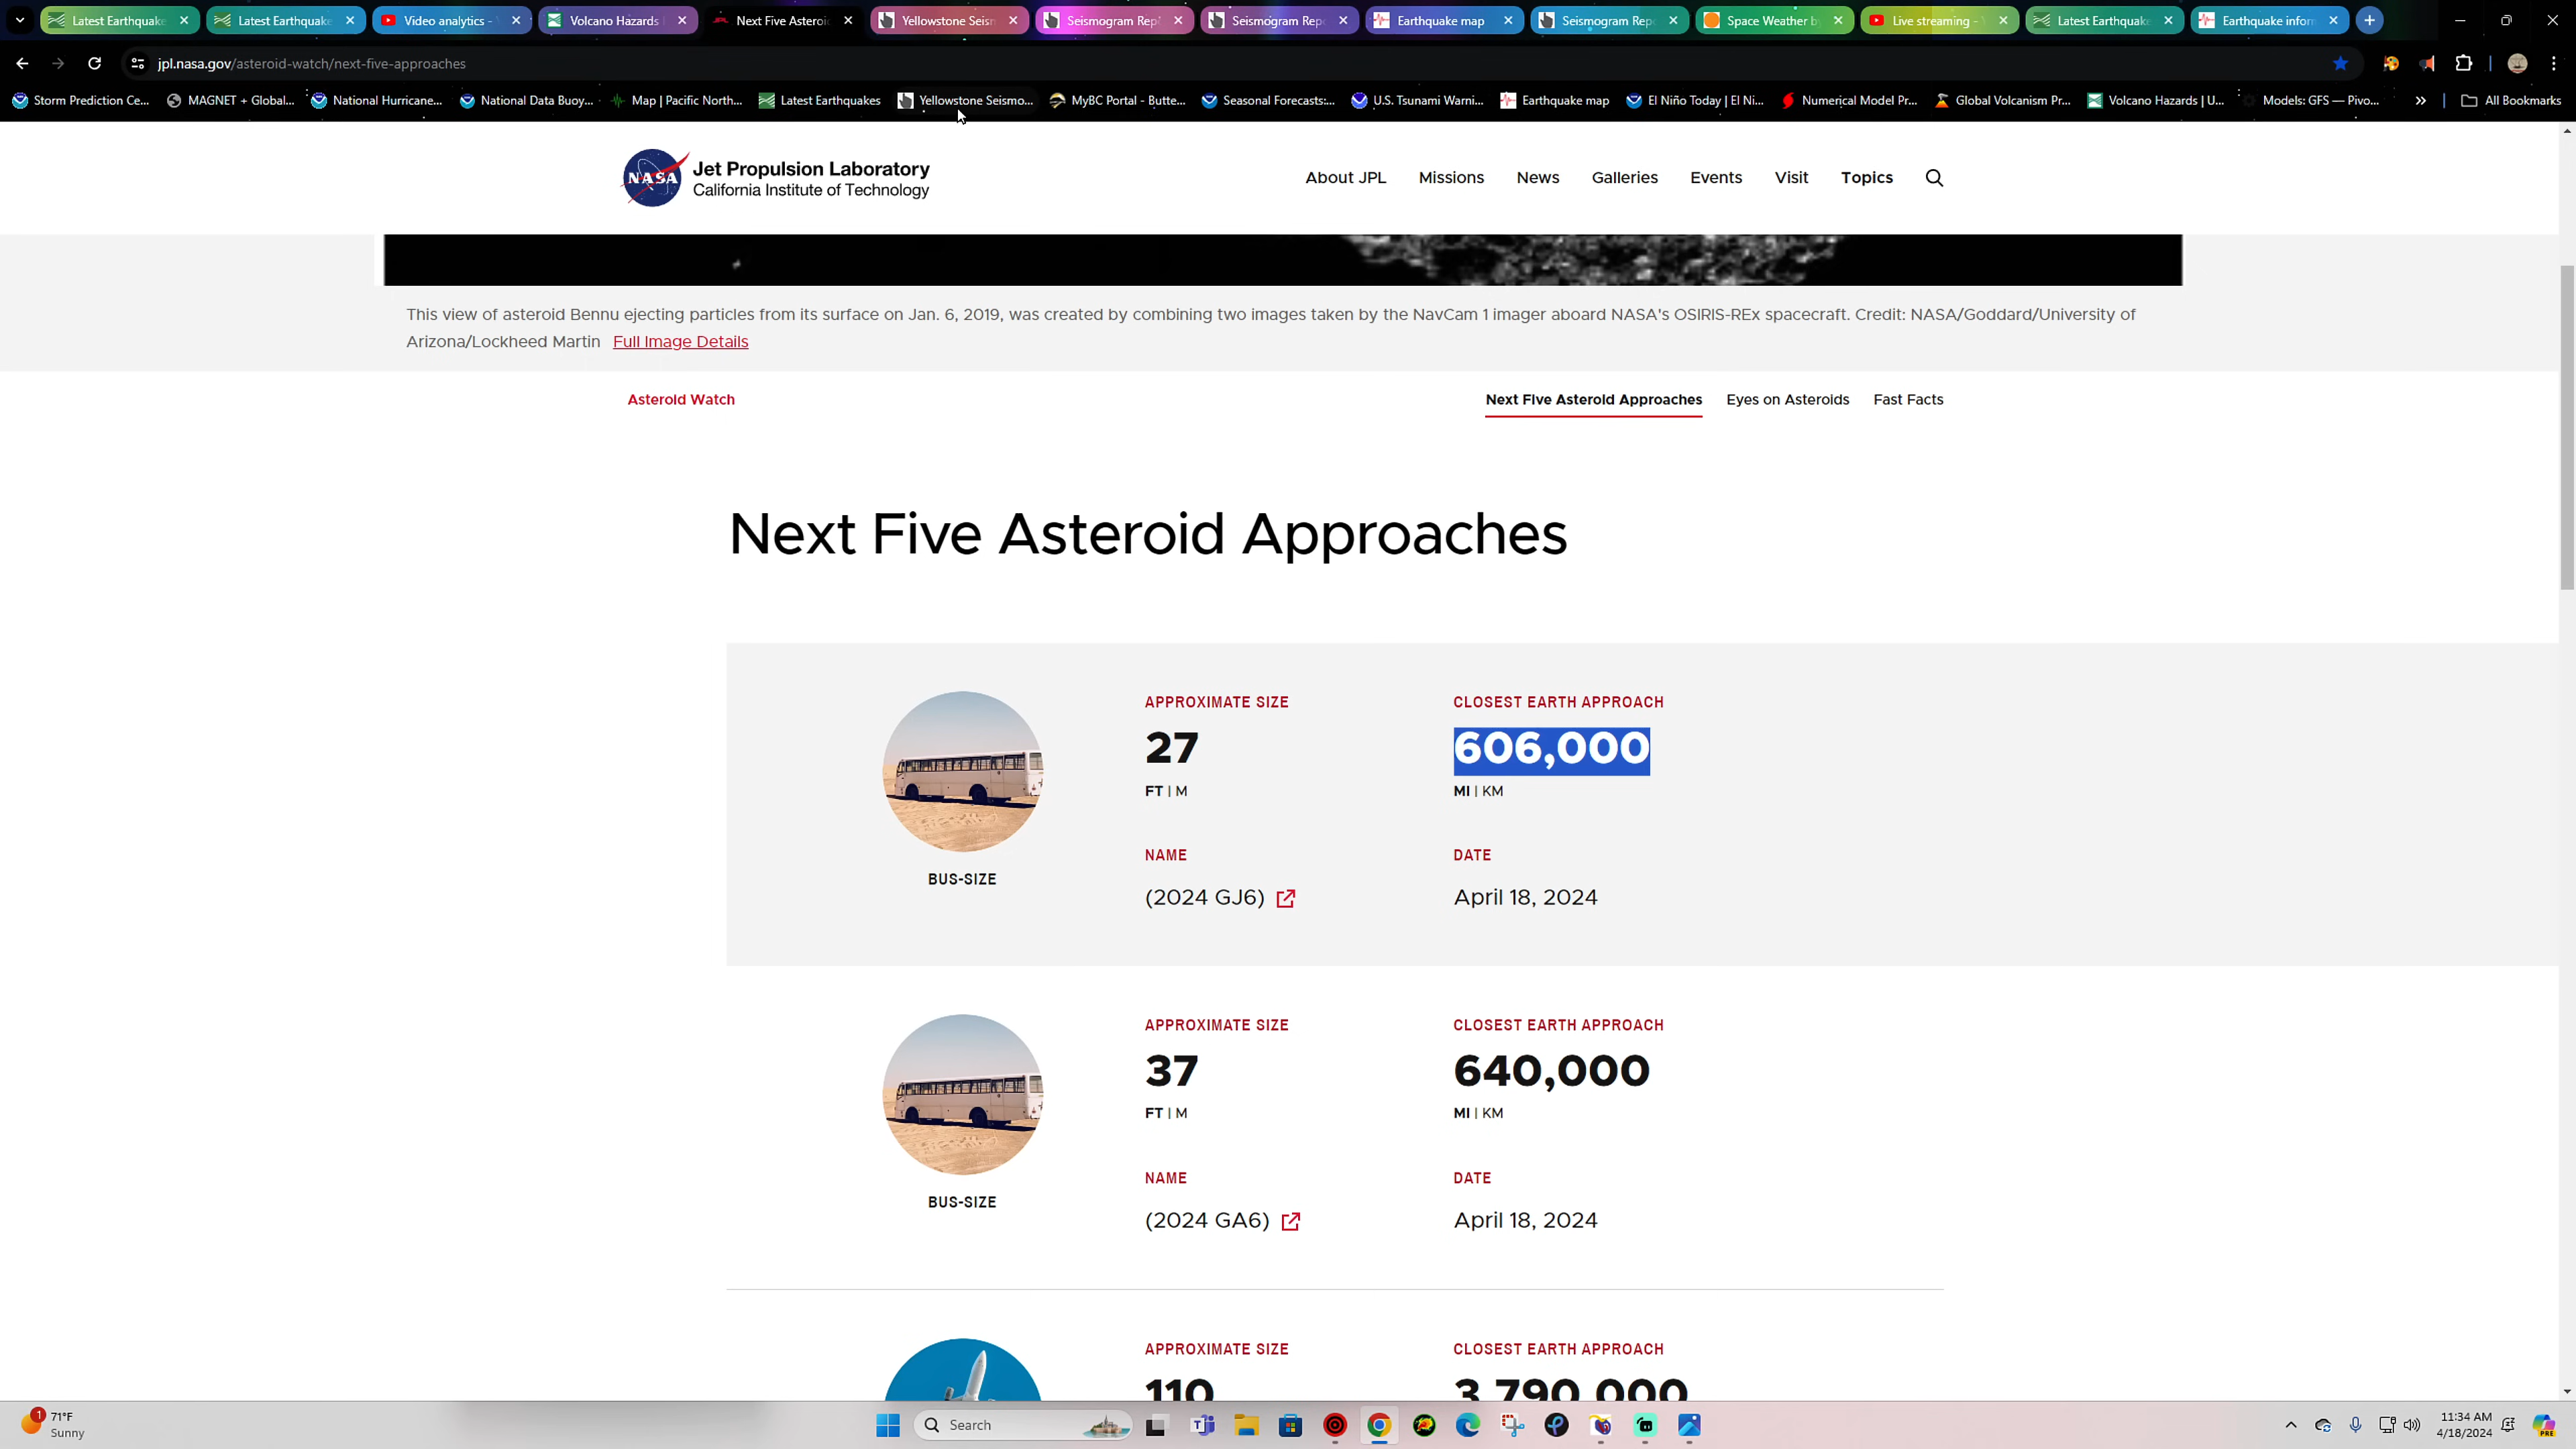 Latest Earthquake
Latest Earthquake
Video analytics -
Volcano Hazards
Next Five Asteroi
Yellowstone Seism
Seismogram Rep
Seismogram Rep
Earthquake map
Seismogram Repo
Space Weather b
Live streaming -
Latest Earthquake
Earthquake infor
jpl.nasa.gov/asteroid-watch/next-five-approaches
Storm Prediction Ce...
MAGNET + Global...
National Hurricane...
National Data Buoy...
Map | Pacific North...
Latest Earthquakes
Yellowstone Seismo...
MyBC Portal - Butte...
Seasonal Forecasts:...
U.S. Tsunami Warni...
Earthquake map
El Niño Today | El Ni...
Numerical Model Pr...
Global Volcanism Pr...
Volcano Hazards | U...
Models: GFS — Pivo...
»
All Bookmarks
NASA
Jet Propulsion Laboratory
California Institute of Technology
About JPL
Missions
News
Galleries
Events
Visit
Topics
This view of asteroid Bennu ejecting particles from its surface on Jan. 6, 2019, was created by combining two images taken by the NavCam 1 imager aboard NASA's OSIRIS-REx spacecraft. Credit: NASA/Goddard/University of
Arizona/Lockheed Martin Full Image Details
Asteroid Watch
Next Five Asteroid Approaches
Eyes on Asteroids
Fast Facts
Next Five Asteroid Approaches
APPROXIMATE SIZE
CLOSEST EARTH APPROACH
27
606,000
FT | M
MI | KM
NAME
DATE
BUS-SIZE
(2024 GJ6)
April 18, 2024
APPROXIMATE SIZE
CLOSEST EARTH APPROACH
37
640,000
FT | M
MI | KM
NAME
DATE
BUS-SIZE
(2024 GA6)
April 18, 2024
APPROXIMATE SIZE
CLOSEST EARTH APPROACH
110
3,790,000
1
71°F
Sunny
Search
11:34 AM
4/18/2024
PRE